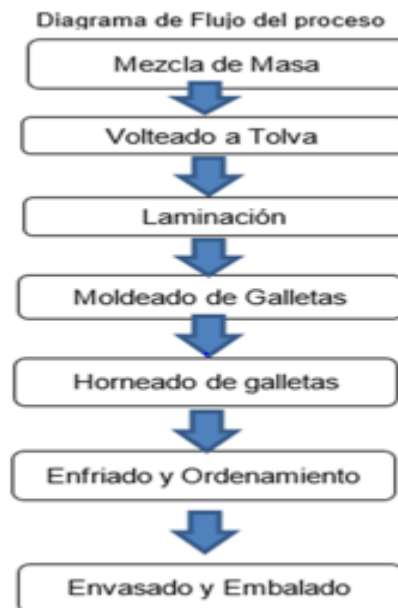 Diagrama de Flujo del proceso
Mezcla de Masa
Volteado a Tolva
Laminación
Moldeado de Galletas
Horneado de galletas
Enfriado y Ordenamiento
Envasado y Embalado